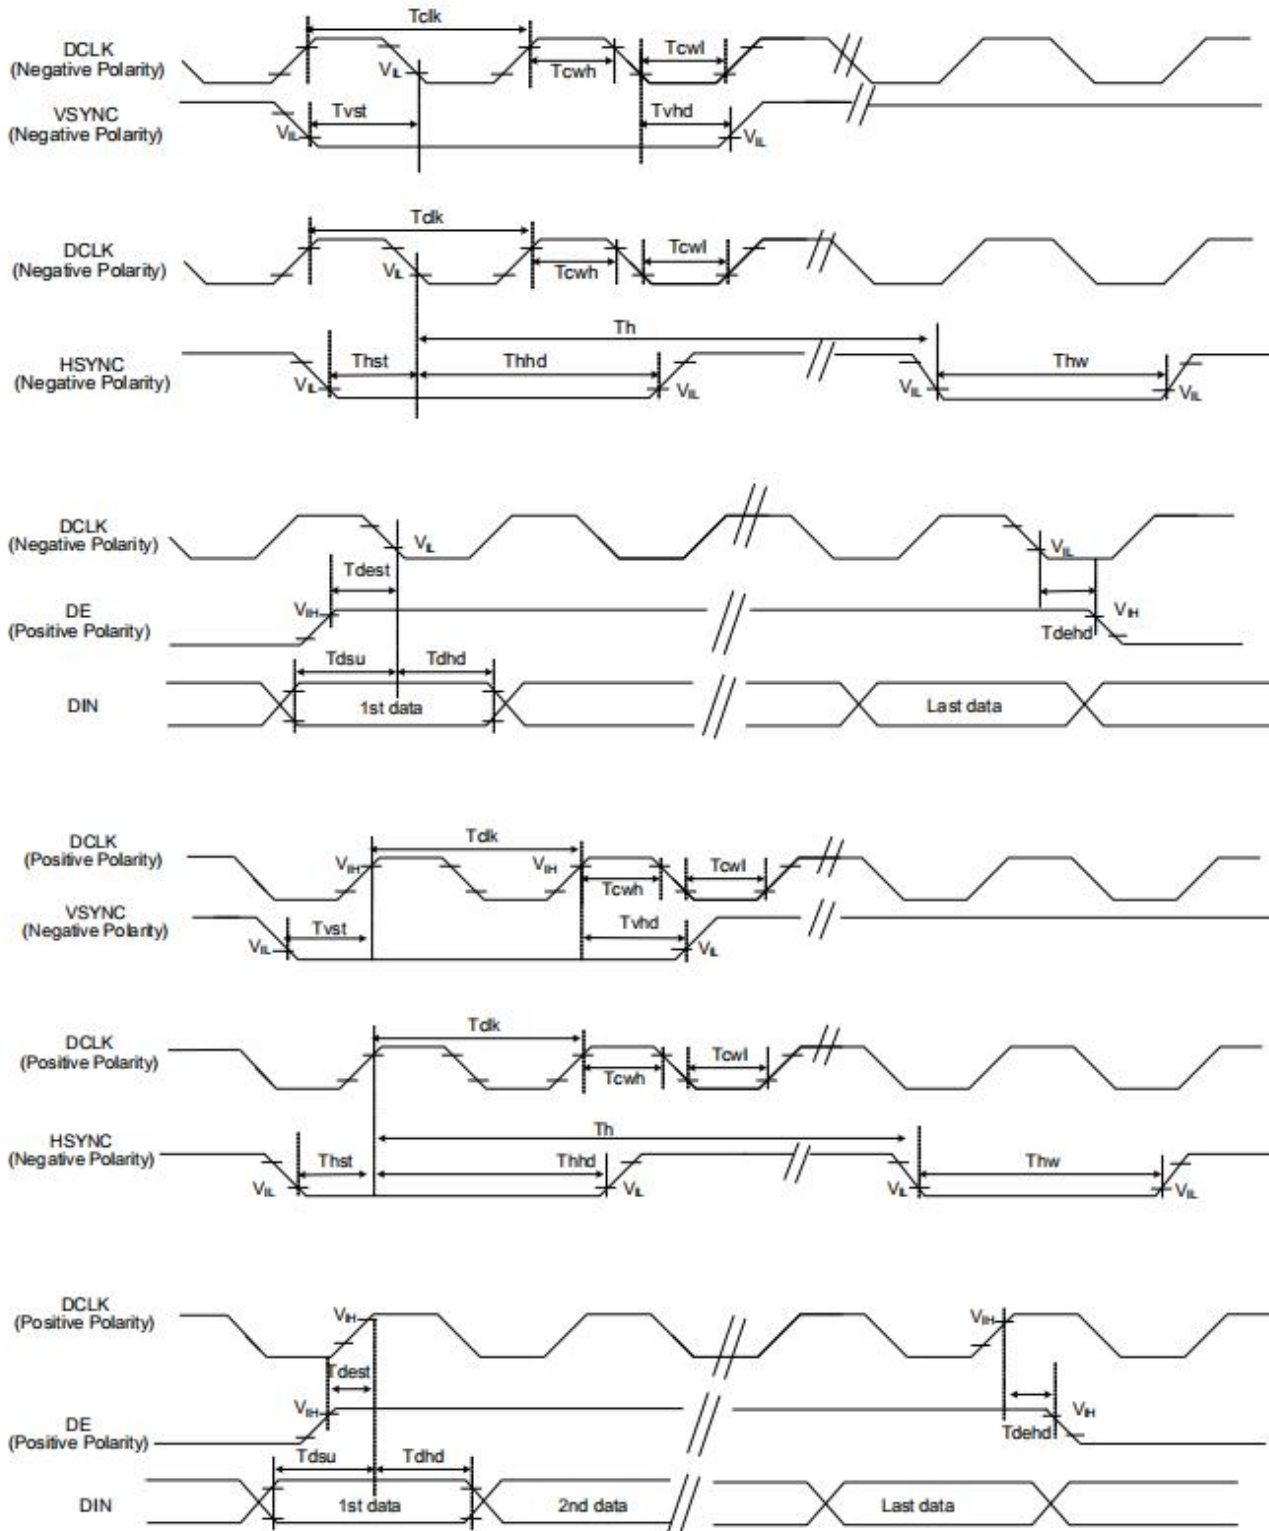 Tclk
DCLK
(Negative Polarity)
VIL
Tcwh
Tcwl
VSYNC
(Negative Polarity)
VIL
Tvst
Tvhd
VIL
Tclk
DCLK
(Negative Polarity)
VIL
Tcwh
Tcwl
Th
HSYNC
(Negative Polarity)
VIL
Thst
Thhd
VIL
VIL
Thw
VIL
DCLK
(Negative Polarity)
VIL
VIL
Tdest
DE
(Positive Polarity)
VIH
VIH
Tdehd
Tdsu
Tdhd
DIN
1st data
Last data
DCLK
(Positive Polarity)
VIH
Tclk
VIH
Tcwh
Tcwl
VSYNC
(Negative Polarity)
VIL
Tvst
Tvhd
VIL
Tclk
DCLK
(Positive Polarity)
Tcwh
Tcwl
Th
HSYNC
(Negative Polarity)
VIL
Thst
Thhd
VIL
VIL
Thw
VIL
DCLK
(Positive Polarity)
VIH
VIH
Tdest
DE
(Positive Polarity)
VIH
VIH
Tdehd
Tdsu
Tdhd
DIN
1st data
2nd data
Last data